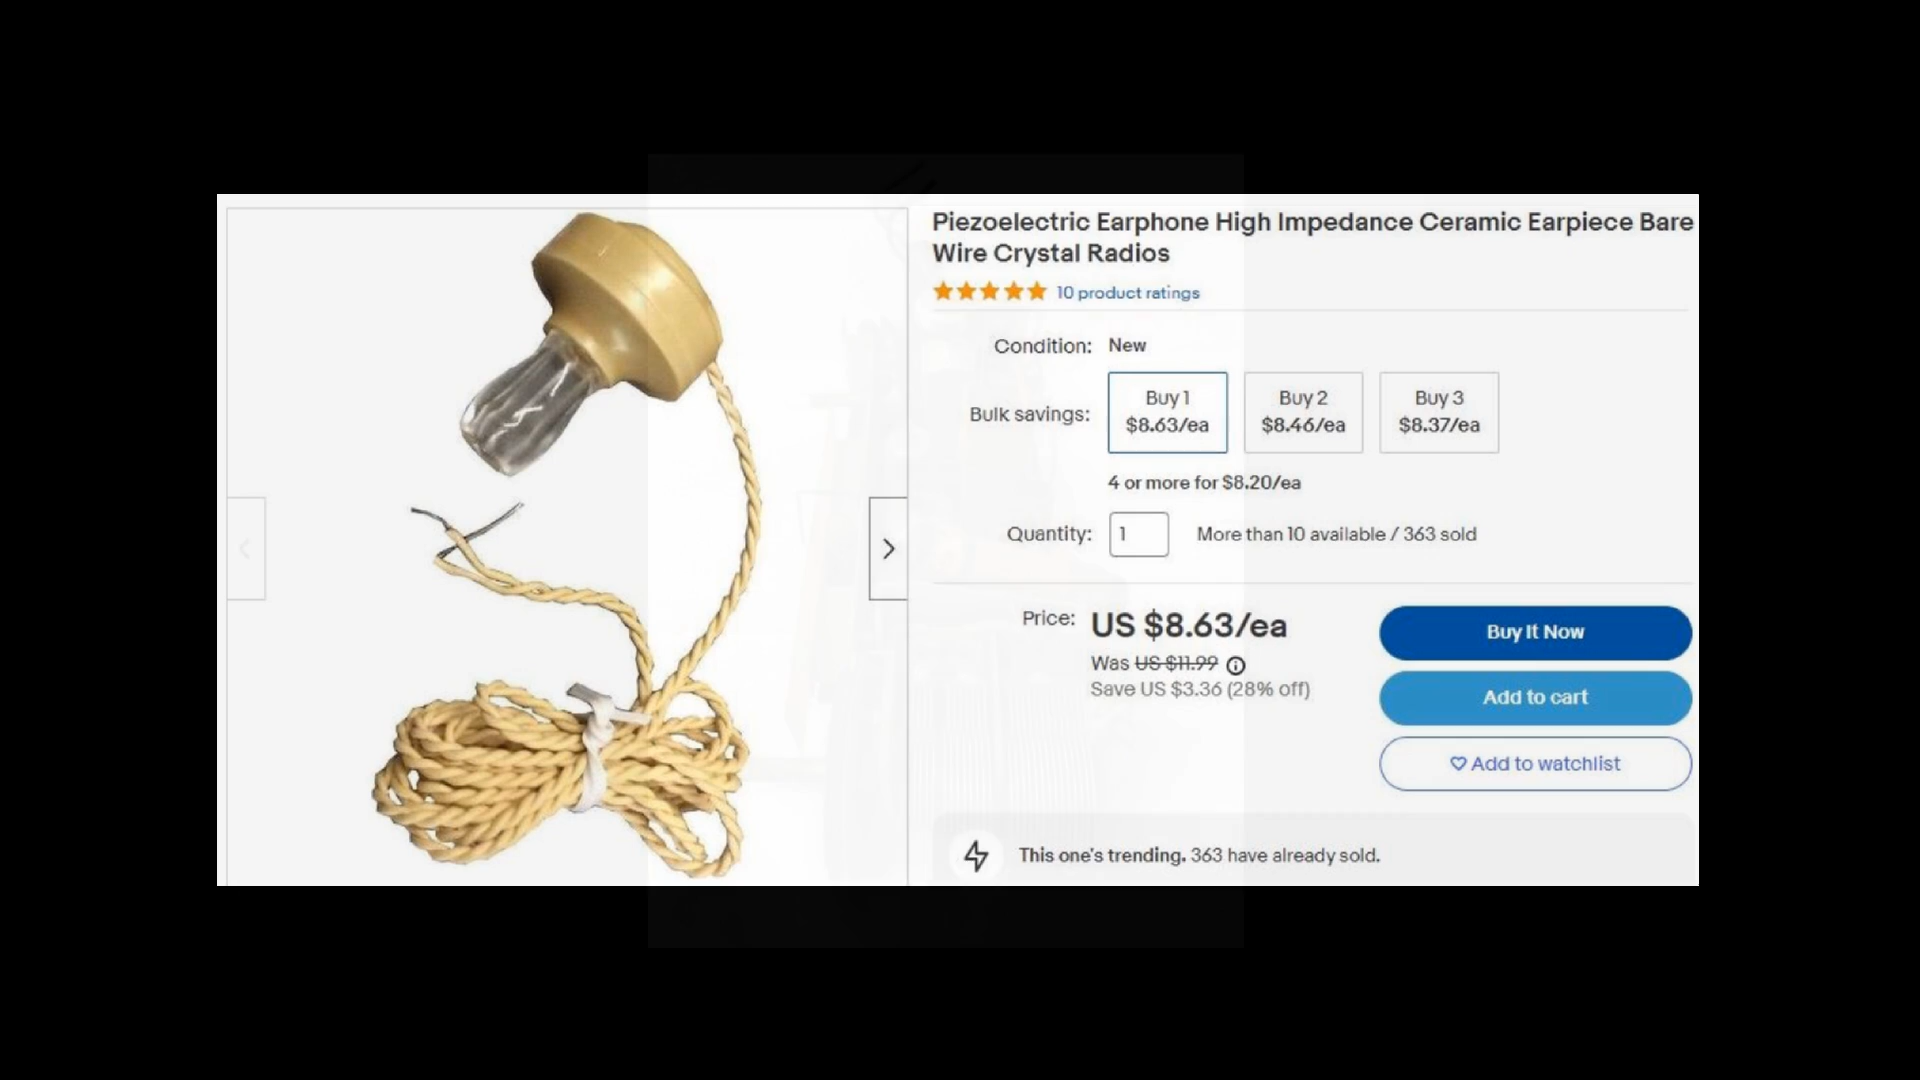 Piezoelectric Earphone High Impedance Ceramic Earpiece Bare
Wire Crystal Radios
10 product ratings
Condition: New
Bulk savings:
Buy 1
$8.63/ea
Buy 2
$8.46/ea
Buy 3
$8.37/ea
4 or more for $8.20/ea
Quantity: 1 More than 10 available / 363 sold
Price: US $8.63/ea
Was US $11.99
Save US $3.36 (28% off)
Buy It Now
Add to cart
Add to watchlist
This one's trending. 363 have already sold.